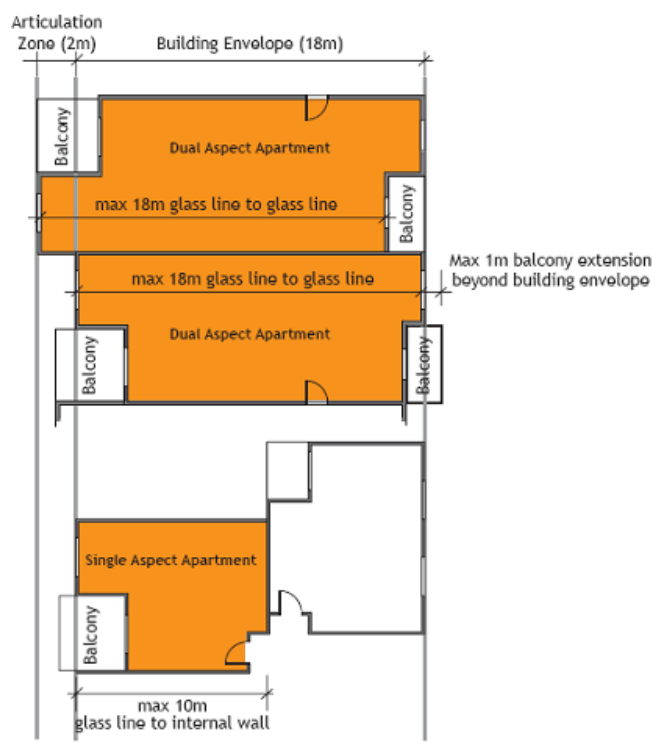 Articulation
Zone (2m)
Building Envelope (18m)
Balcony
Dual Aspect Apartment
max 18m glass line to glass line
Balcony
max 18m glass line to glass line
Max 1m balcony extension
beyond building envelope
Dual Aspect Apartment
Balcony
Balcony
Single Aspect Apartment
Balcony
max 10m
glass line to internal wall